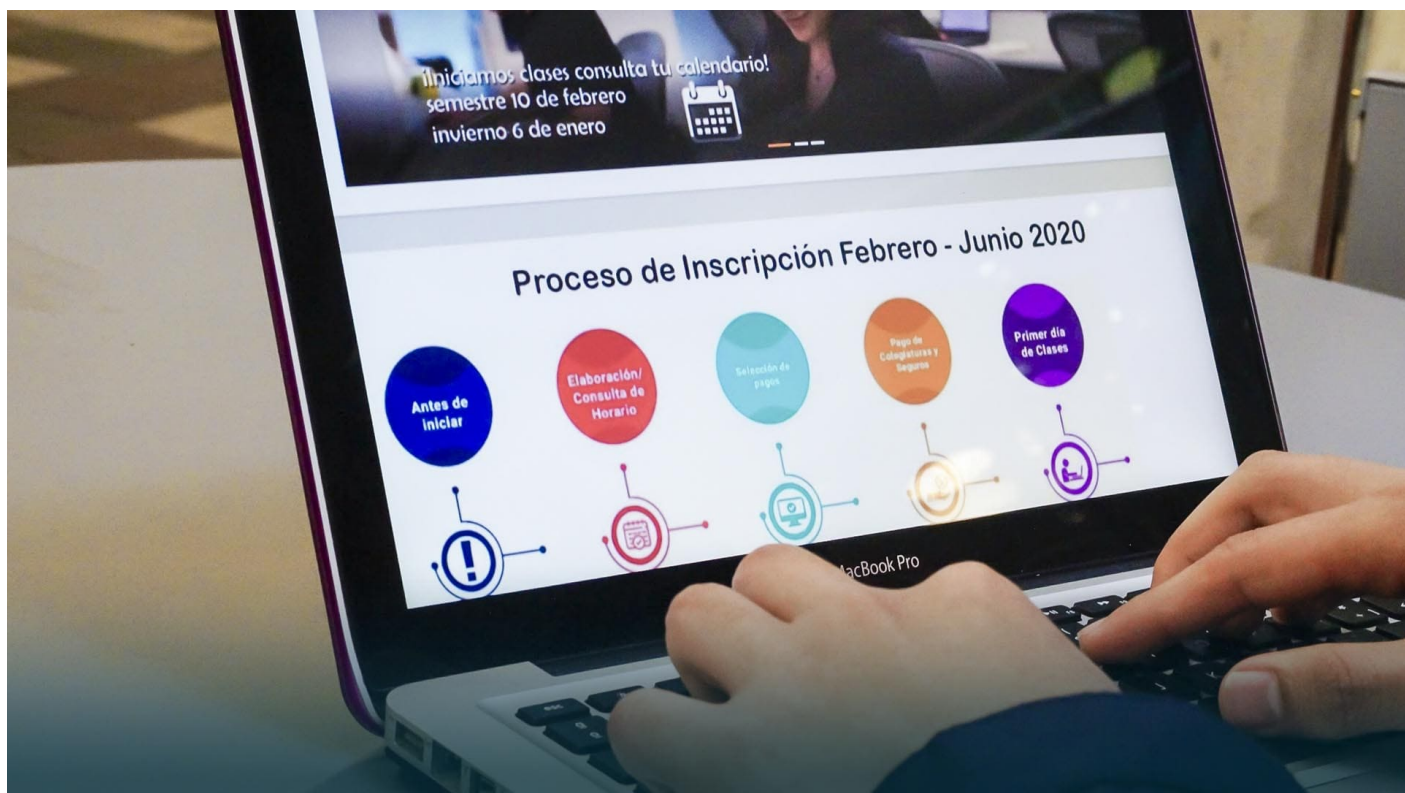 ¡Iniciamos clases consulta tu calendario!
semestre 10 de febrero
invierno 6 de enero
Proceso de Inscripción Febrero - Junio 2020
Antes de
iniciar
Elaboración/
Consulta de
Horario
Selección de
pagos
Pago de
Colegiaturas y
Seguros
Primer día
de Clases
MacBook Pro
esc